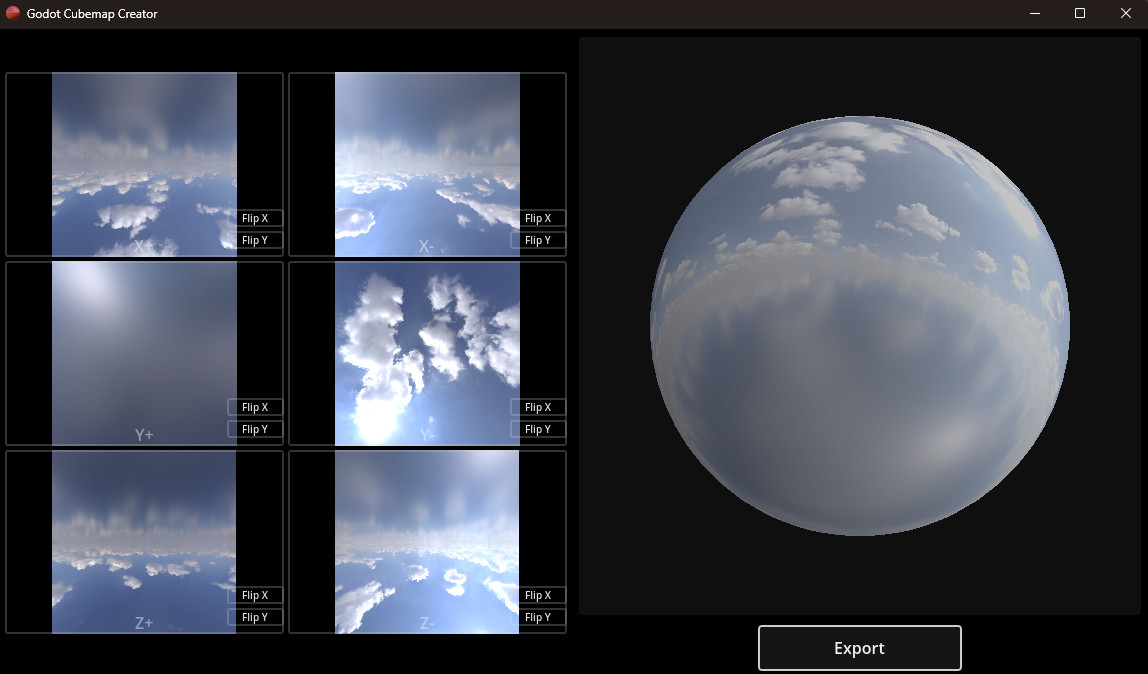 Godot Cubemap Creator
X+
Flip X
Flip Y
X-
Flip X
Flip Y
Y+
Flip X
Flip Y
Y-
Flip X
Flip Y
Z+
Flip X
Flip Y
Z-
Flip X
Flip Y
Export